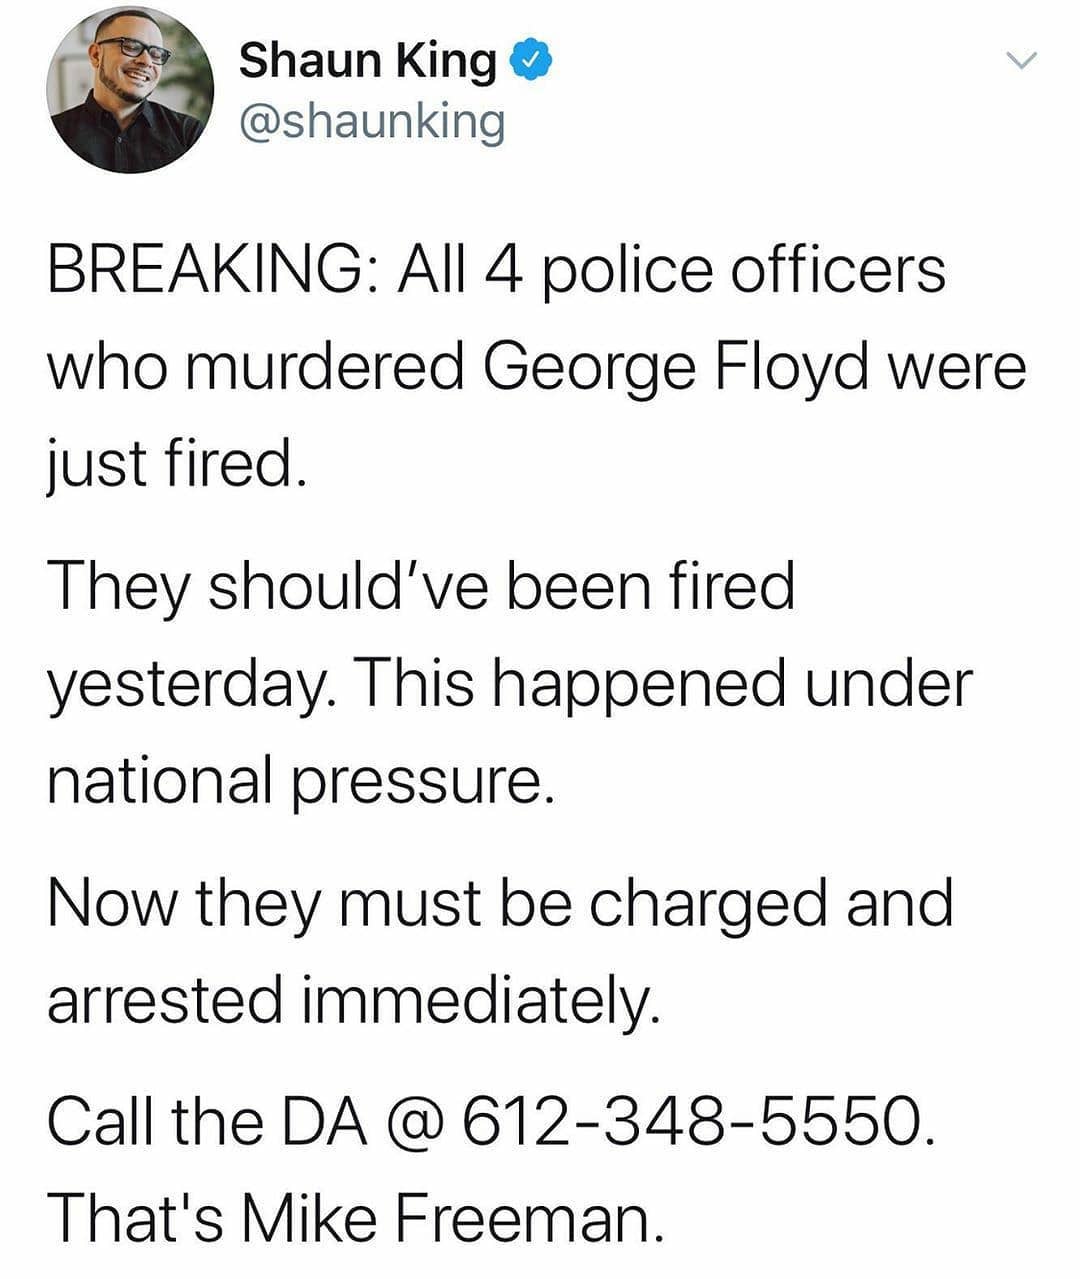 Shaun King
@shaunking
BREAKING: All 4 police officers
who murdered George Floyd were
just fired.
They should've been fired
yesterday. This happened under
national pressure.
Now they must be charged and
arrested immediately.
Call the DA @ 612-348-5550.
That's Mike Freeman.